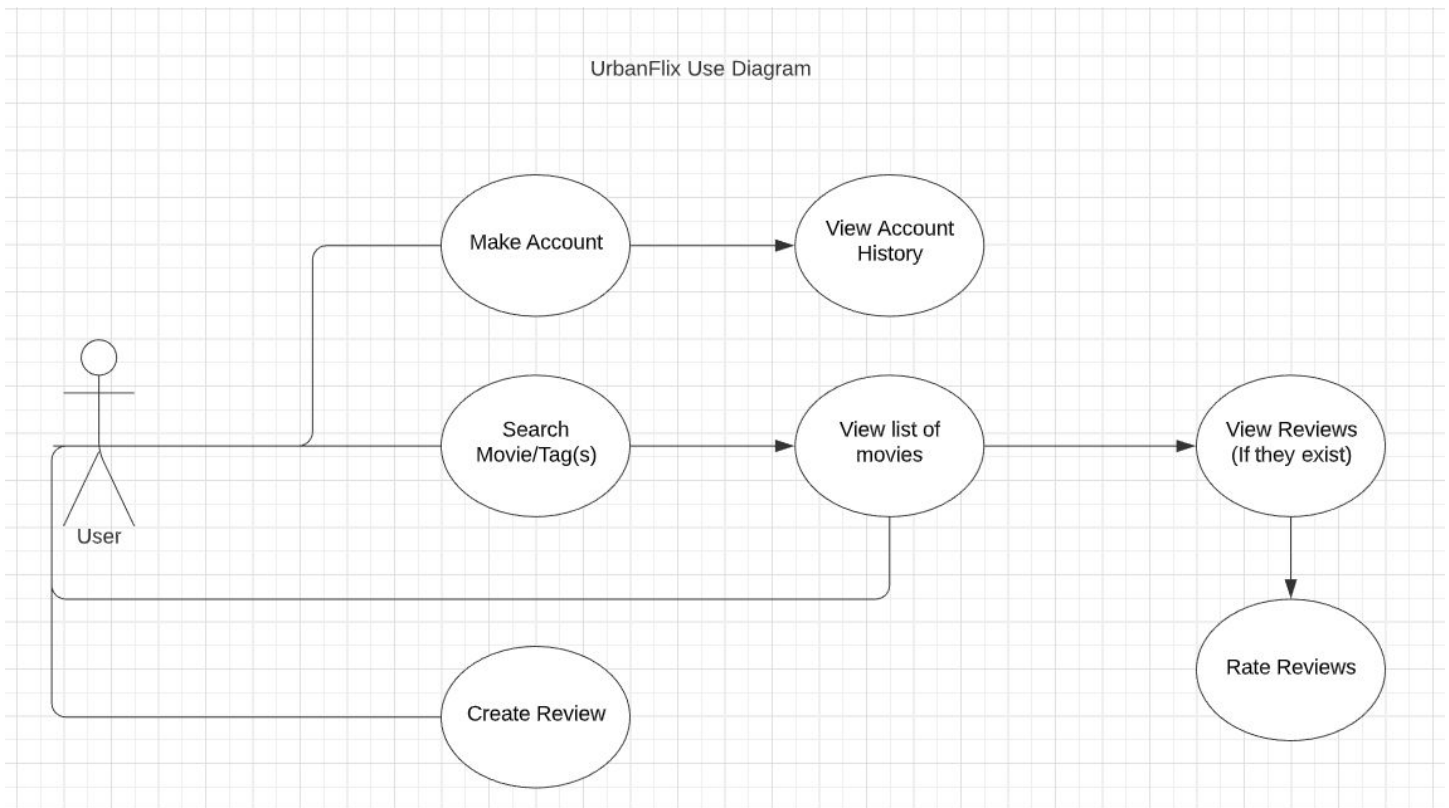 UrbanFlix Use Diagram
Make Account
View Account
History
Search
Movie/Tag(s)
View list of
movies
View Reviews
(If they exist)
User
Rate Reviews
Create Review